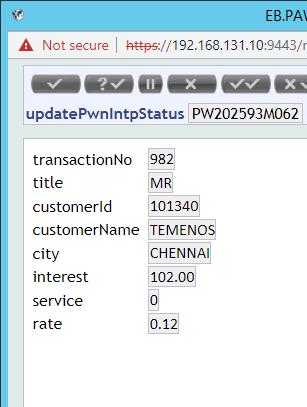 EB.PAW
Not secure https://192.168.131.10:9443/
updatePwnIntpStatus PW202593M062
transactionNo 982
title MR
customerId 101340
customerName TEMENOS
city CHENNAI
interest 102.00
service 0
rate 0.12